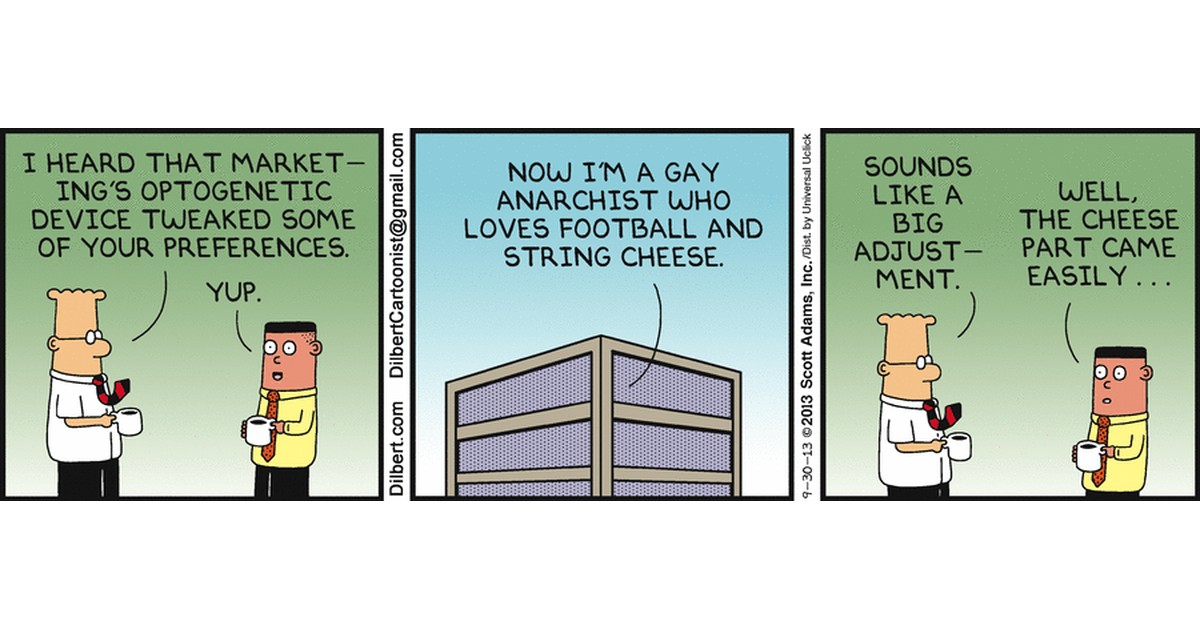 I HEARD THAT MARKET—
ING'S OPTOGENETIC
DEVICE TWEAKED SOME
OF YOUR PREFERENCES.
YUP.
Dilbert.com DilbertCartoonist@gmail.com
NOW I'M A GAY
ANARCHIST WHO
LOVES FOOTBALL AND
STRING CHEESE.
9-30-13 ©2013 Scott Adams, Inc. /Dist. by Universal Uclick
SOUNDS
LIKE A
BIG
ADJUST—
MENT.
WELL,
THE CHEESE
PART CAME
EASILY...